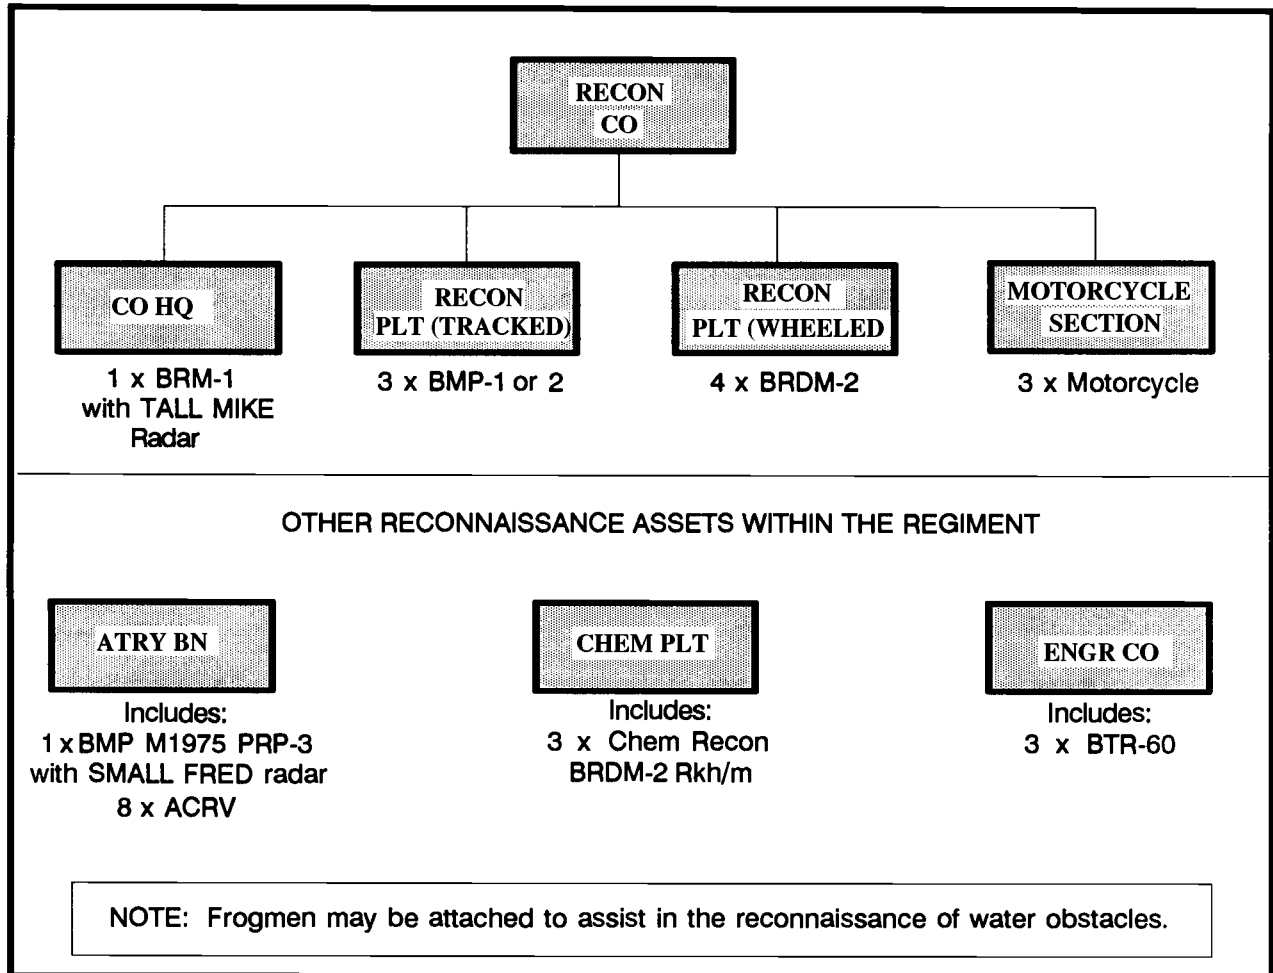 RECON
CO
CO HQ
1 x BRM-1
with TALL MIKE
Radar
RECON
PLT (TRACKED)
3 x BMP-1 or 2
RECON
PLT (WHEELED
4 x BRDM-2
MOTORCYCLE
SECTION
3 x Motorcycle
OTHER RECONNAISSANCE ASSETS WITHIN THE REGIMENT
ATRY BN
Includes:
1 x BMP M1975 PRP-3
with SMALL FRED radar
8 x ACRV
CHEM PLT
Includes:
3 x Chem Recon
BRDM-2 Rkh/m
ENGR CO
Includes:
3 x BTR-60
NOTE: Frogmen may be attached to assist in the reconnaissance of water obstacles.